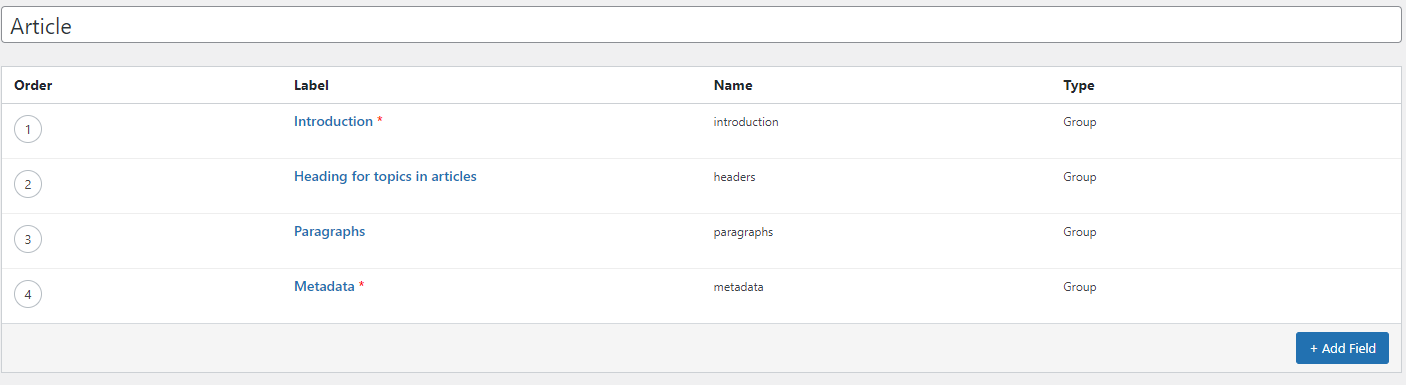 Article
Order Label Name Type
1 Introduction * introduction Group
2 Heading for topics in articles headers Group
3 Paragraphs paragraphs Group
4 Metadata * metadata Group
+ Add Field